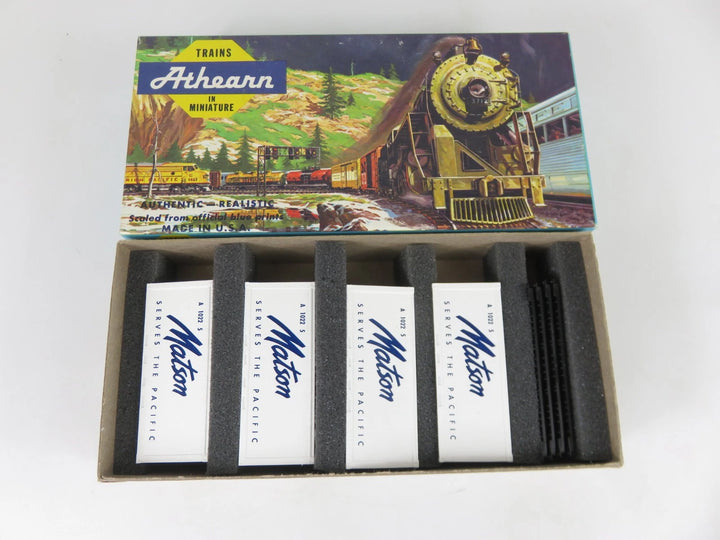 TRAINS
Athearn
IN
MINIATURE
AUTHENTIC — REALISTIC
Scaled from official blue prints
MADE IN U.S.A.
A 1022 S
Matson
SERVES THE PACIFIC
A 1022 S
Matson
SERVES THE PACIFIC
A 1022 S
Matson
SERVES THE PACIFIC
A 1022 S
Matson
SERVES THE PACIFIC